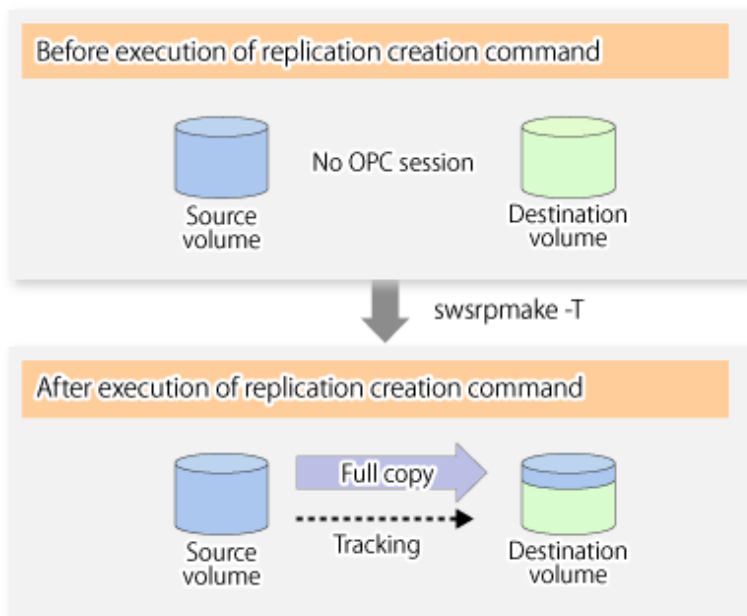 Before execution of replication creation command
No OPC session
Source
volume
Destination
volume
swsrpmake -T
After execution of replication creation command
Full copy
Tracking
Source
volume
Destination
volume